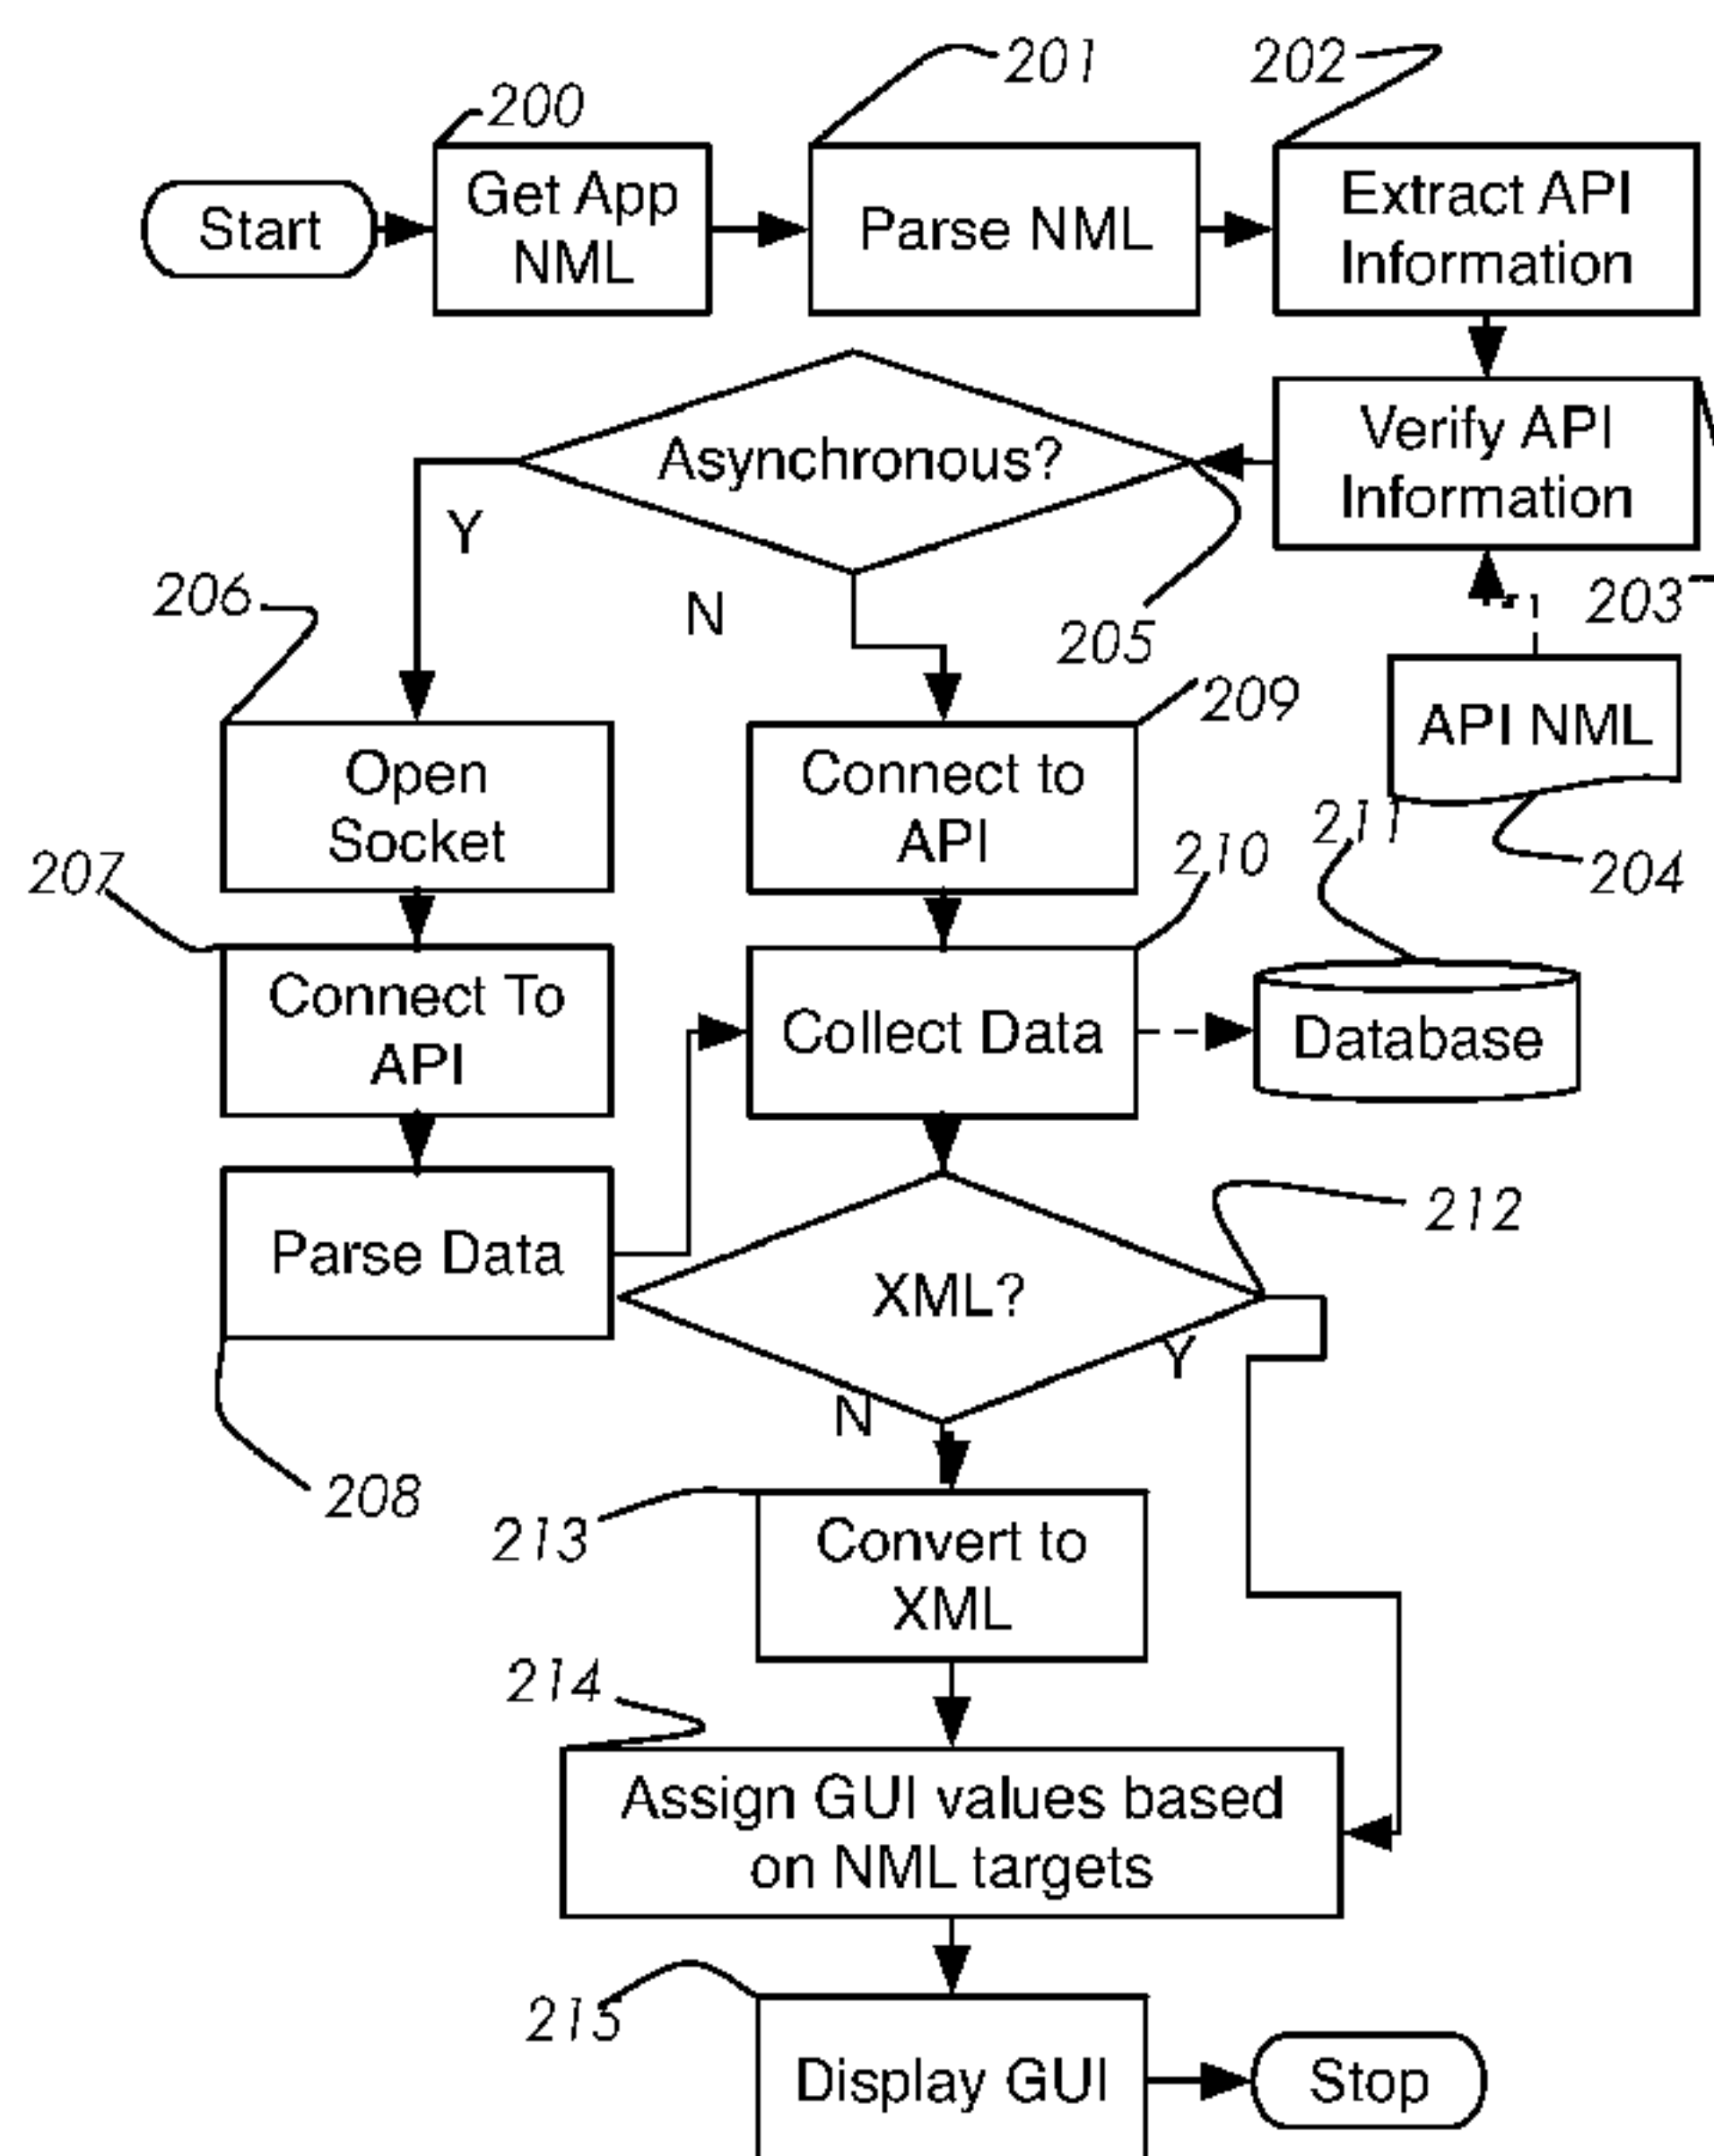 201
202
200
Start
Get App
NML
Parse NML
Extract API
Information
Asynchronous?
Verify API
Information
Y
N
206
205
203
209
API NML
Open
Socket
Connect to
API
211
210
204
207
Connect To
API
Collect Data
Database
Parse Data
212
XML?
Y
N
208
213
Convert to
XML
214
Assign GUI values based
on NML targets
215
Display GUI
Stop